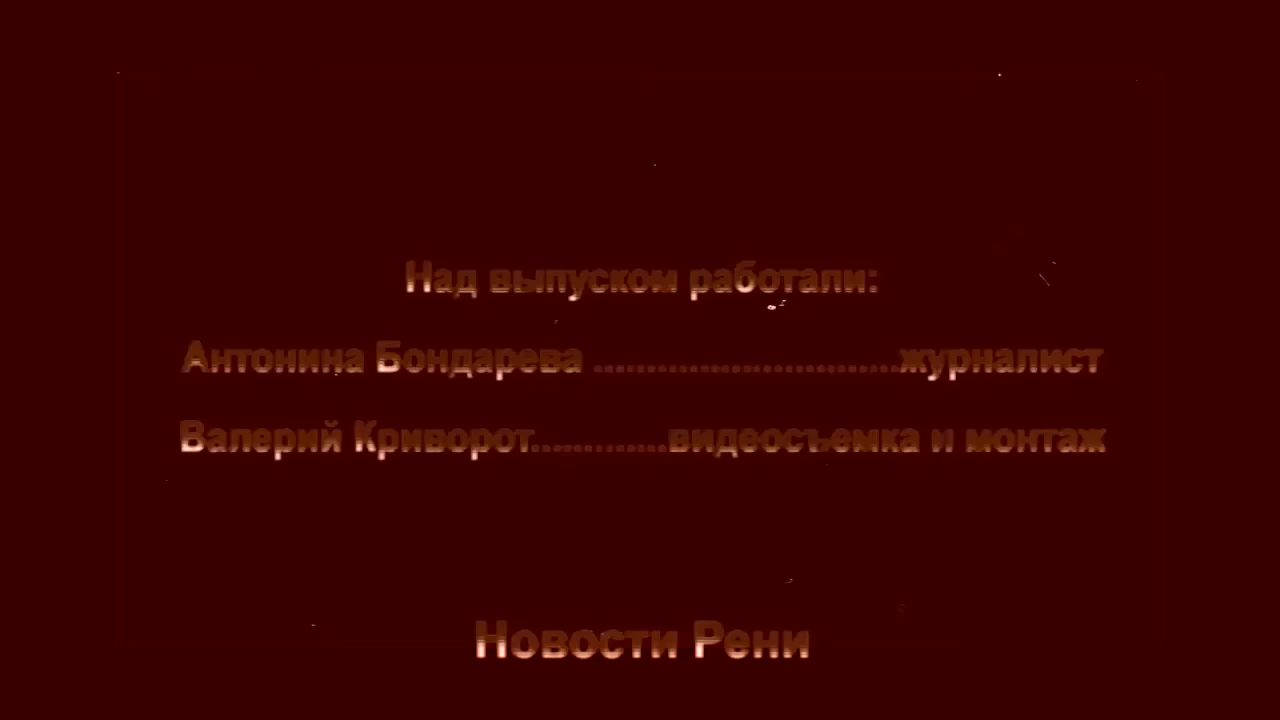 Над выпуском работали:
Антонина Бондарева ............................журналист
Валерий Криворот............видеосъемка и монтаж
Новости Рени